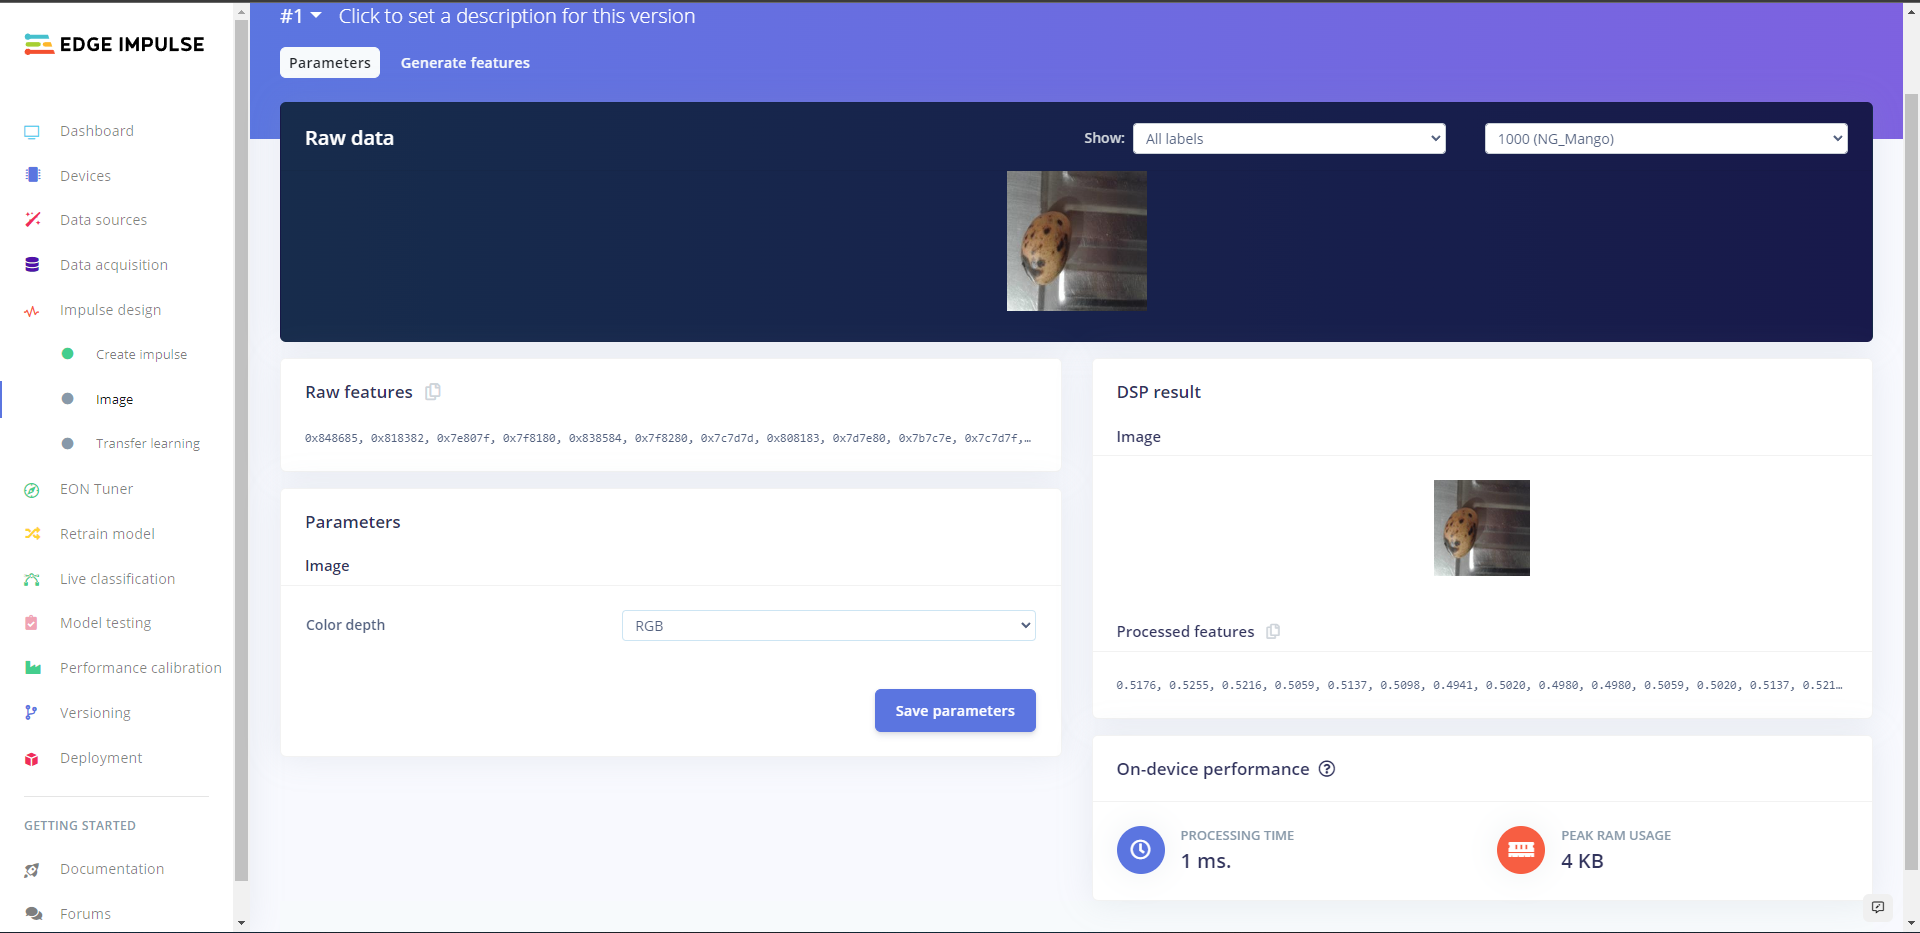 #1 Click to set a description for this version
EDGE IMPULSE
Parameters Generate features
Dashboard
Devices
Data sources
Data acquisition
Impulse design
Create impulse
Image
Transfer learning
EON Tuner
Retrain model
Live classification
Model testing
Performance calibration
Versioning
Deployment
GETTING STARTED
Documentation
Forums
Raw data
Show: All labels 1000 (NG_Mango)
Raw features
0x848685, 0x818382, 0x7e807f, 0x7f8180, 0x838584, 0x7f8280, 0x7c7d7d, 0x808183, 0x7d7e80, 0x7b7c7e, 0x7c7d7f,…
Parameters
Image
Color depth RGB
Save parameters
DSP result
Image
Processed features
0.5176, 0.5255, 0.5216, 0.5059, 0.5137, 0.5098, 0.4941, 0.5020, 0.4980, 0.4980, 0.5059, 0.5020, 0.5137, 0.521…
On-device performance
PROCESSING TIME
1 ms.
PEAK RAM USAGE
4 KB